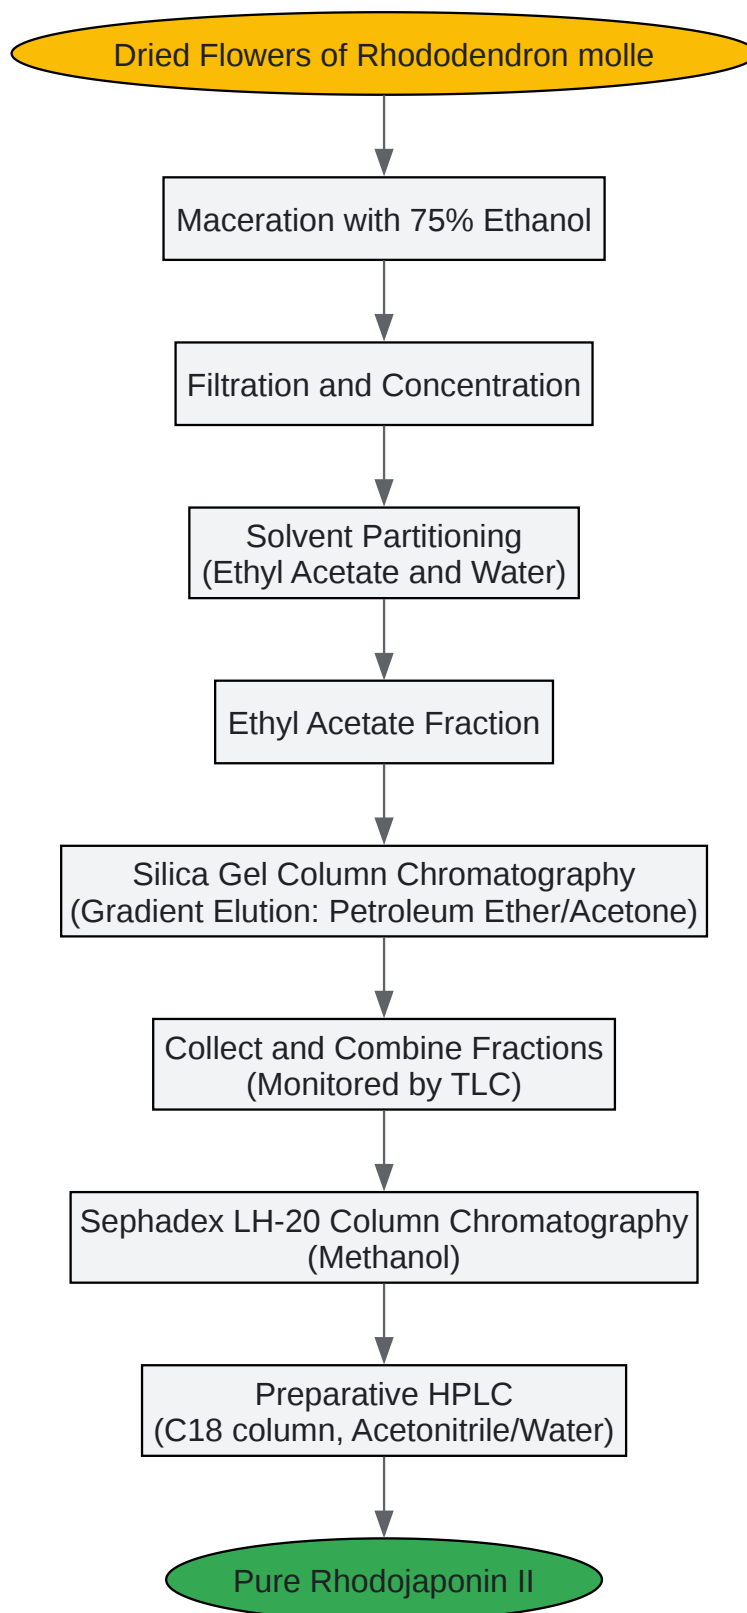 Dried Flowers of Rhododendron molle
Maceration with 75% Ethanol
Filtration and Concentration
Solvent Partitioning
(Ethyl Acetate and Water)
Ethyl Acetate Fraction
Silica Gel Column Chromatography
(Gradient Elution: Petroleum Ether/Acetone)
Collect and Combine Fractions
(Monitored by TLC)
Sephadex LH-20 Column Chromatography
(Methanol)
Preparative HPLC
(C18 column, Acetonitrile/Water)
Pure Rhodojaponin II